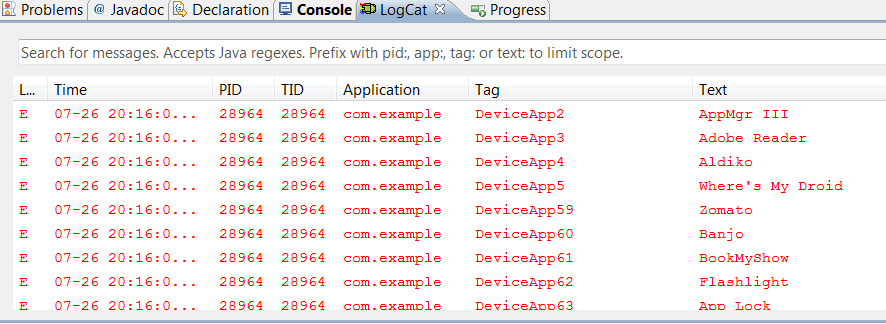 Problems @ Javadoc Declaration Console LogCat Progress
Search for messages. Accepts Java regexes. Prefix with pid:, app:, tag: or text: to limit scope.
L... Time PID TID Application Tag Text
E 07-26 20:16:0... 28964 28964 com.example DeviceApp2 AppMgr III
E 07-26 20:16:0... 28964 28964 com.example DeviceApp3 Adobe Reader
E 07-26 20:16:0... 28964 28964 com.example DeviceApp4 Aldiko
E 07-26 20:16:0... 28964 28964 com.example DeviceApp5 Where's My Droid
E 07-26 20:16:0... 28964 28964 com.example DeviceApp59 Zomato
E 07-26 20:16:0... 28964 28964 com.example DeviceApp60 Banjo
E 07-26 20:16:0... 28964 28964 com.example DeviceApp61 BookMyShow
E 07-26 20:16:0... 28964 28964 com.example DeviceApp62 Flashlight
E 07-26 20:16:0... 28964 28964 com.example DeviceApp63 App Lock